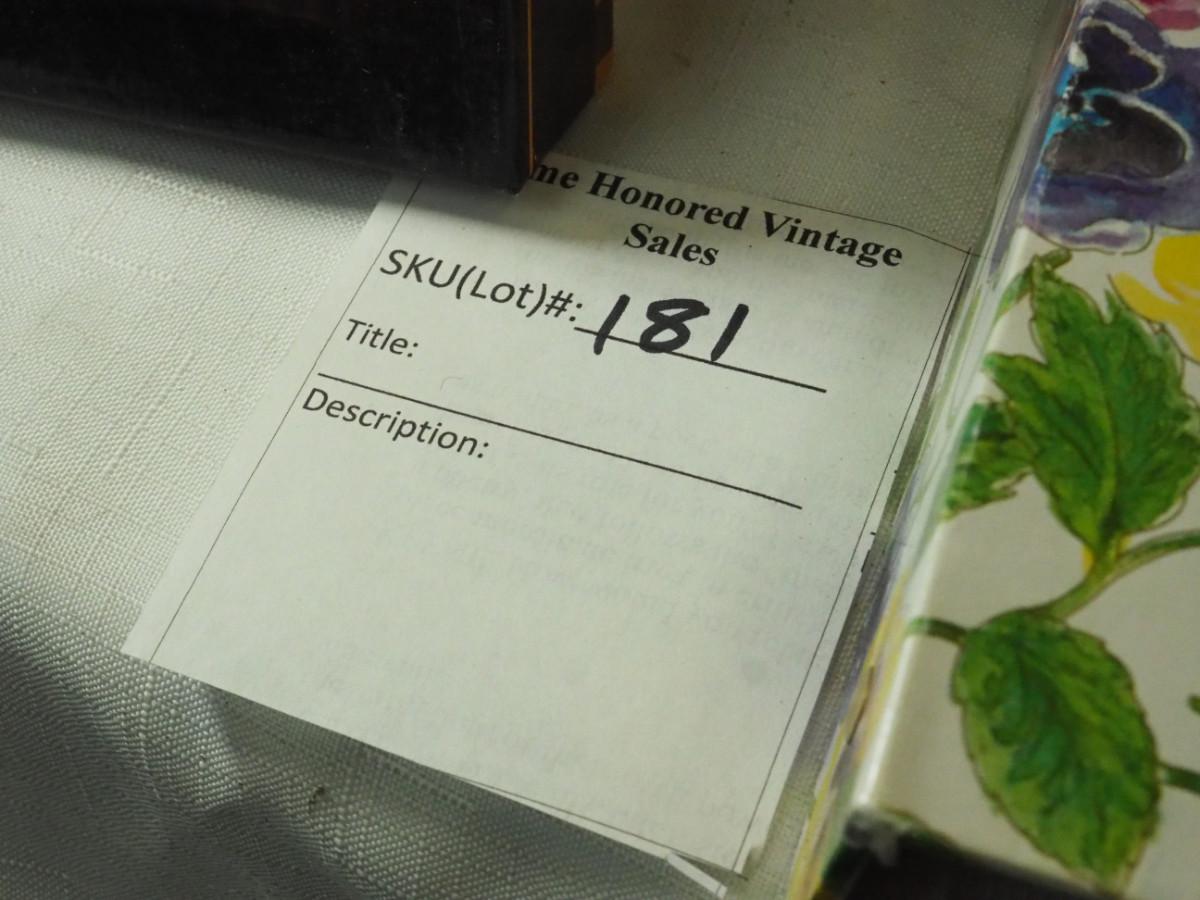 me Honored Vintage
Sales
SKU(Lot)#: 181
Title:
Description: